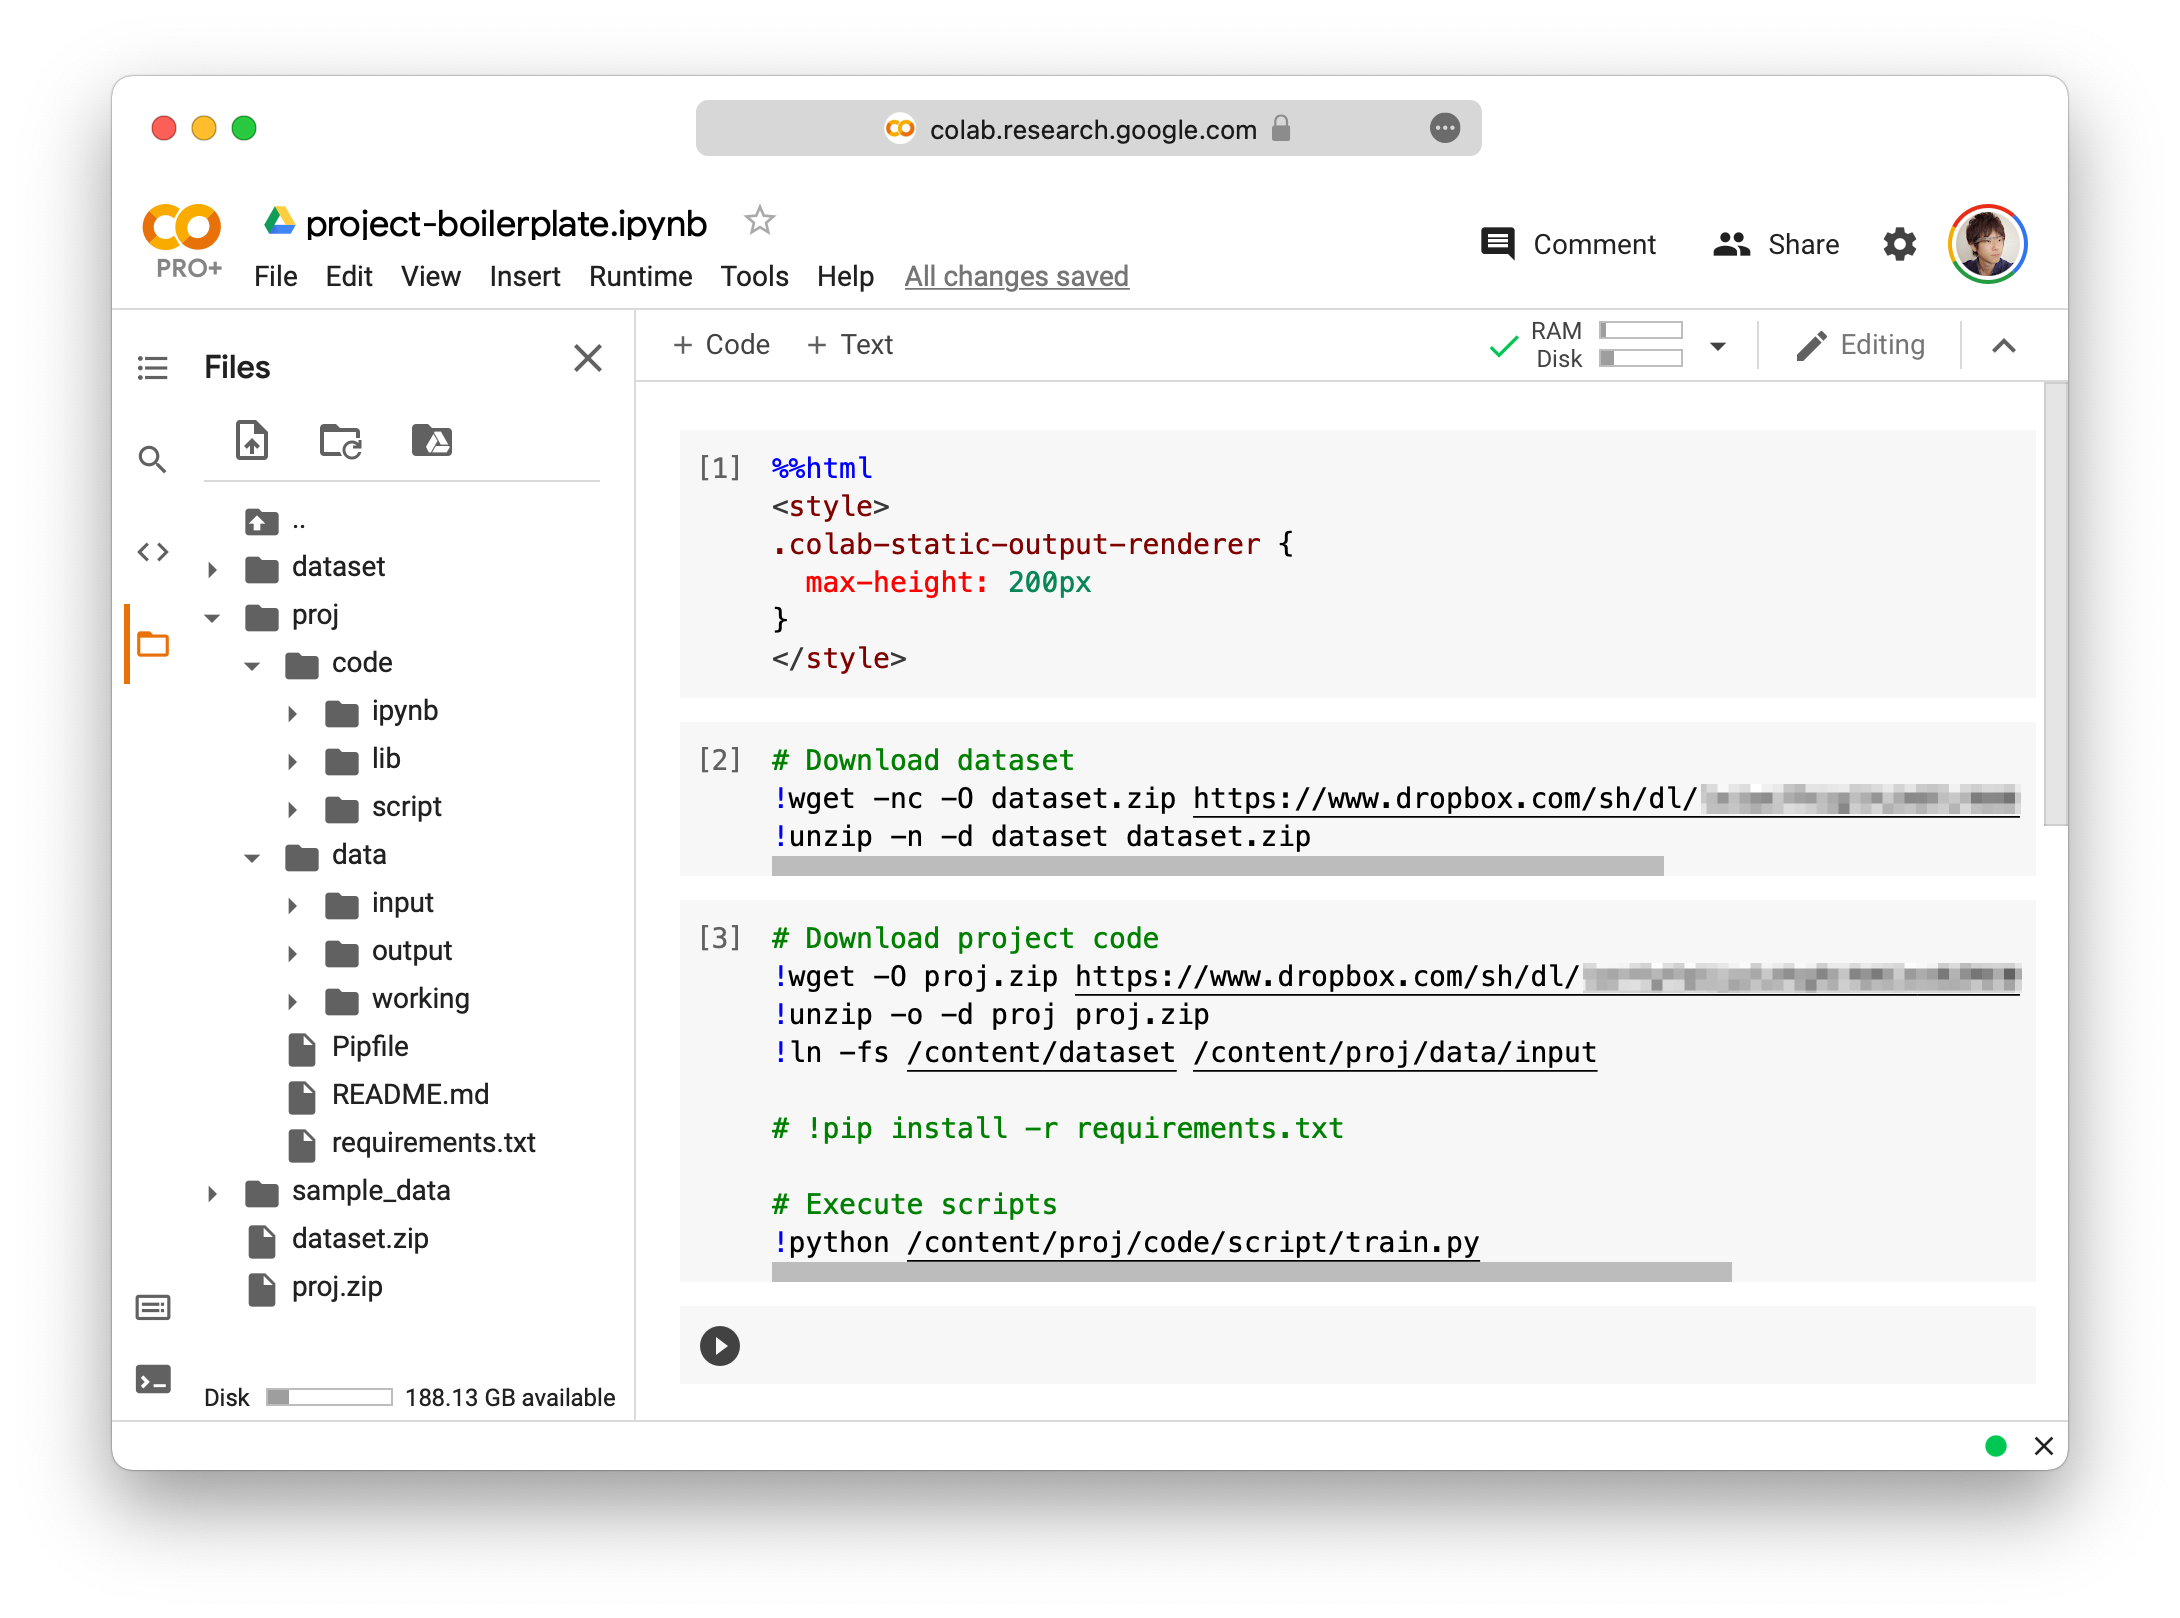 colab.research.google.com
PRO+
project-boilerplate.ipynb
File Edit View Insert Runtime Tools Help All changes saved
Comment Share
Files
+ Code + Text
RAM
Disk
Editing
..
dataset
proj
code
ipynb
lib
script
data
input
output
working
Pipfile
README.md
requirements.txt
sample_data
dataset.zip
proj.zip
Disk 188.13 GB available
[1] %%html
<style>
.colab-static-output-renderer {
max-height: 200px
}
</style>
[2] # Download dataset
!wget -nc -O dataset.zip https://www.dropbox.com/sh/dl/
!unzip -n -d dataset dataset.zip
[3] # Download project code
!wget -O proj.zip https://www.dropbox.com/sh/dl/
!unzip -o -d proj proj.zip
!ln -fs /content/dataset /content/proj/data/input
# !pip install -r requirements.txt
# Execute scripts
!python /content/proj/code/script/train.py